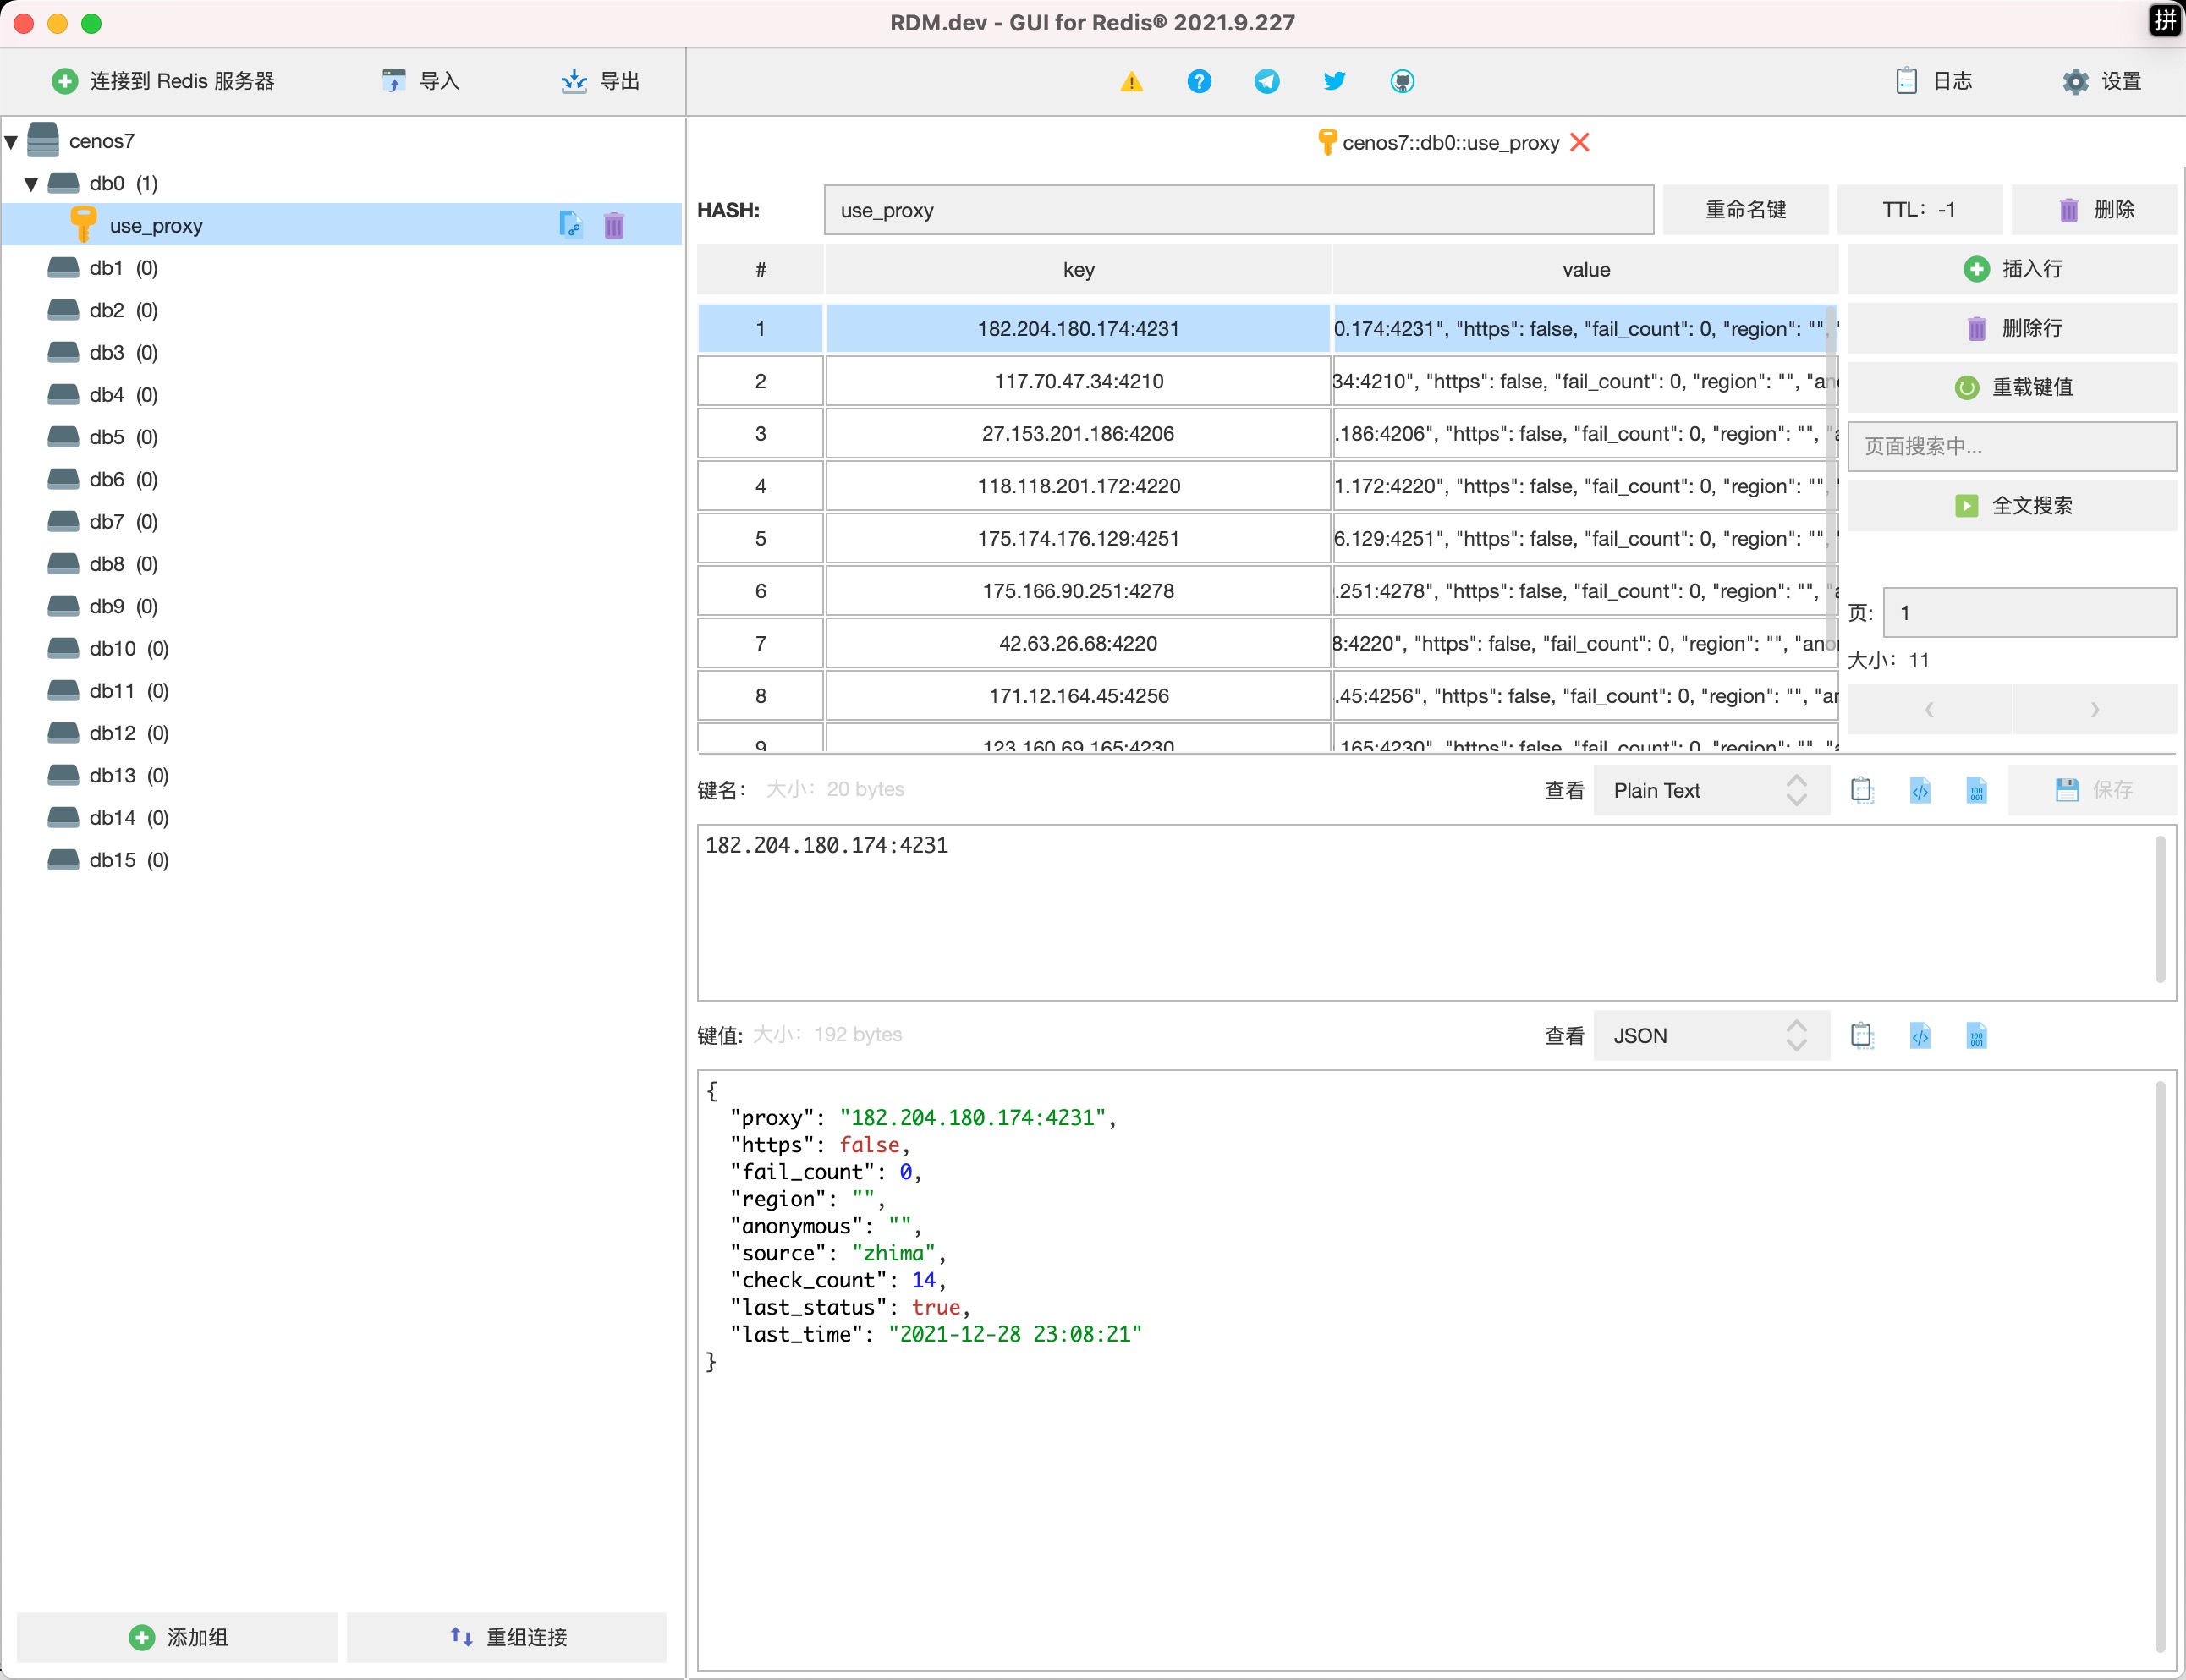 RDM.dev - GUI for Redis® 2021.9.227
拼
连接到 Redis 服务器
导入
导出
日志
设置
cenos7
db0 (1)
use_proxy
db1 (0)
db2 (0)
db3 (0)
db4 (0)
db5 (0)
db6 (0)
db7 (0)
db8 (0)
db9 (0)
db10 (0)
db11 (0)
db12 (0)
db13 (0)
db14 (0)
db15 (0)
添加组
重组连接
cenos7::db0::use_proxy
HASH: use_proxy 重命名键 TTL: -1 删除
# key value
1 182.204.180.174:4231 0.174:4231", "https": false, "fail_count": 0, "region": "", "
2 117.70.47.34:4210 34:4210", "https": false, "fail_count": 0, "region": "", "an
3 27.153.201.186:4206 .186:4206", "https": false, "fail_count": 0, "region": "", "a
4 118.118.201.172:4220 1.172:4220", "https": false, "fail_count": 0, "region": "", "
5 175.174.176.129:4251 6.129:4251", "https": false, "fail_count": 0, "region": "", "
6 175.166.90.251:4278 .251:4278", "https": false, "fail_count": 0, "region": "", "a
7 42.63.26.68:4220 8:4220", "https": false, "fail_count": 0, "region": "", "ano
8 171.12.164.45:4256 .45:4256", "https": false, "fail_count": 0, "region": "", "ar
9 123.160.69.165:4230 165:4230", "https": false, "fail_count": 0, "region": "", "a
插入行
删除行
重载键值
页面搜索中...
全文搜索
页: 1
大小: 11
键名: 大小: 20 bytes 查看 Plain Text 保存
182.204.180.174:4231
键值: 大小: 192 bytes 查看 JSON
{
"proxy": "182.204.180.174:4231",
"https": false,
"fail_count": 0,
"region": "",
"anonymous": "",
"source": "zhima",
"check_count": 14,
"last_status": true,
"last_time": "2021-12-28 23:08:21"
}